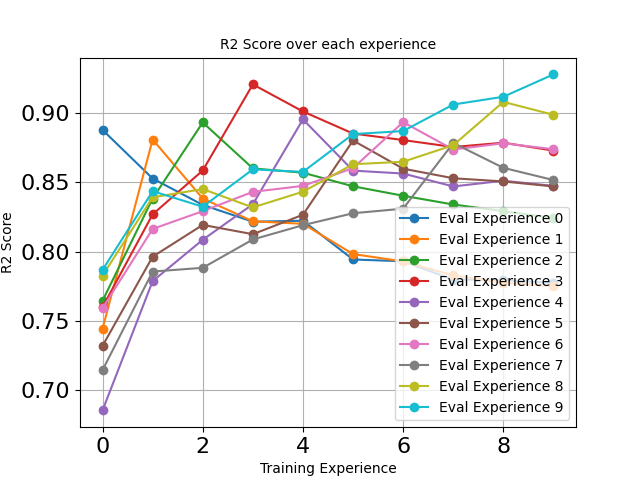 R2 Score over each experience
R2 Score
0.90
0.85
0.80
0.75
0.70
0
2
4
6
8
Training Experience
Eval Experience 0
Eval Experience 1
Eval Experience 2
Eval Experience 3
Eval Experience 4
Eval Experience 5
Eval Experience 6
Eval Experience 7
Eval Experience 8
Eval Experience 9